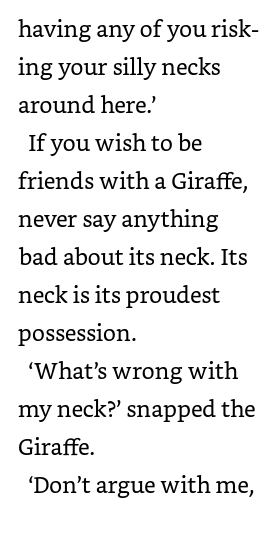 having any of you risk-
ing your silly necks
around here.’
If you wish to be
friends with a Giraffe,
never say anything
bad about its neck. Its
neck is its proudest
possession.
‘What’s wrong with
my neck?’ snapped the
Giraffe.
‘Don’t argue with me,